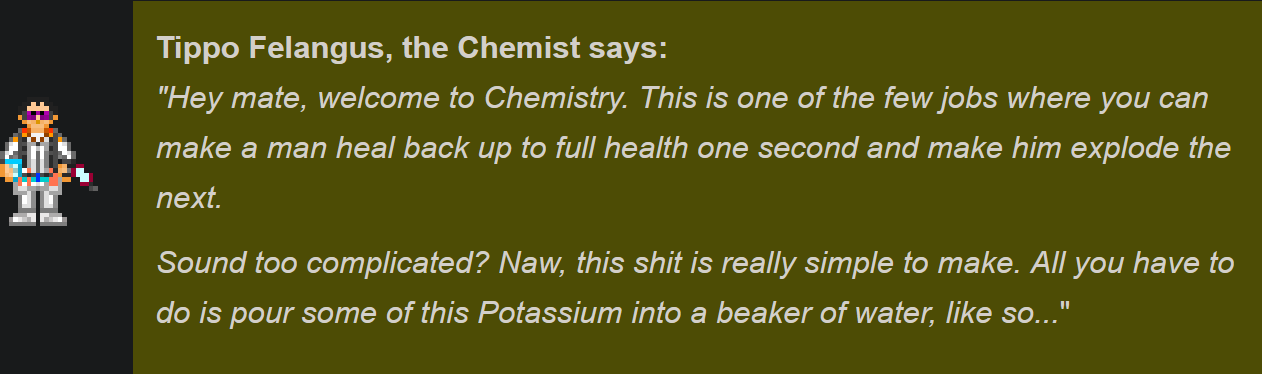 Tippo Felangus, the Chemist says:
"Hey mate, welcome to Chemistry. This is one of the few jobs where you can
make a man heal back up to full health one second and make him explode the
next.
Sound too complicated? Naw, this shit is really simple to make. All you have to
do is pour some of this Potassium into a beaker of water, like so..."